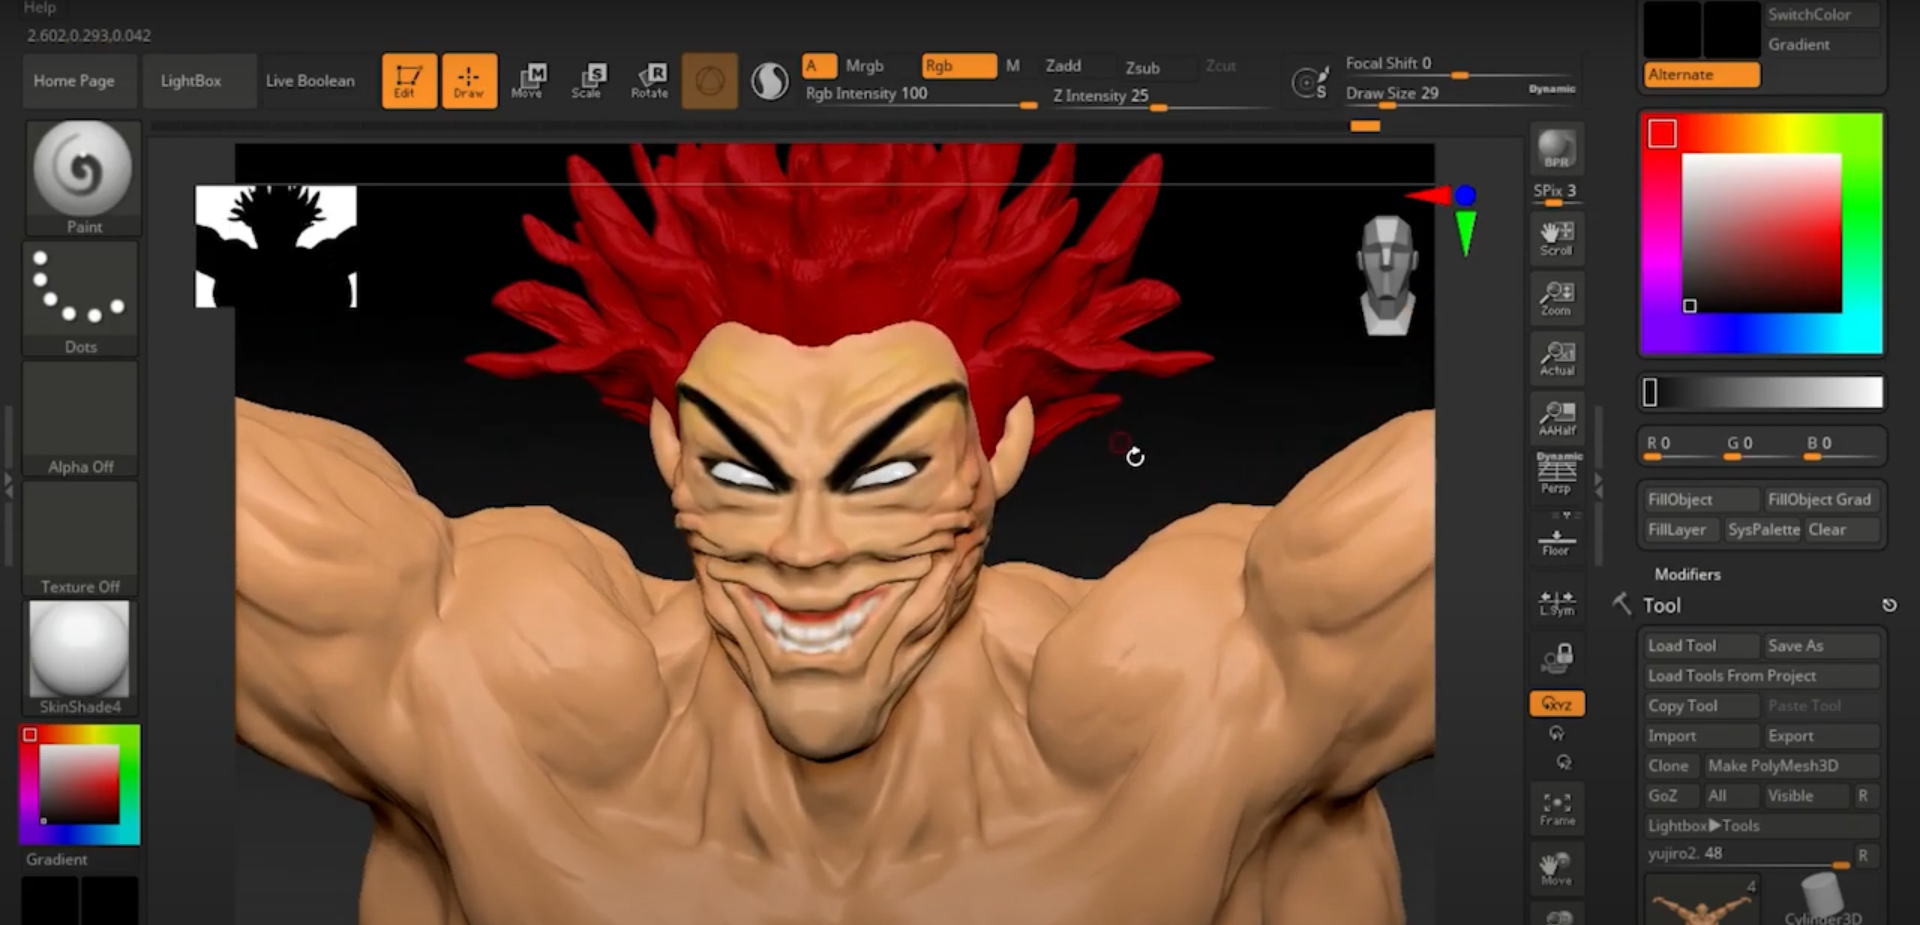 Help
2.602,0.293,0.042
Home Page
LightBox
Live Boolean
Edit
Draw
M
Move
S
Scale
R
Rotate
A
Mrgb
Rgb
M
Zadd
Zsub
Zcut
Rgb Intensity 100
Z Intensity 25
S
Focal Shift 0
Draw Size 29
Dynamic
Paint
Dots
Alpha Off
Texture Off
SkinShade4
Gradient
BPR
SPix 3
Scroll
Zoom
Actual
AAHalf
Dynamic
Persp
Floor
L.Sym
XYZ
Frame
Move
SwitchColor
Gradient
Alternate
R 0
G 0
B 0
FillObject
FillObject Grad
FillLayer
SysPalette
Clear
Modifiers
Tool
Load Tool
Save As
Load Tools From Project
Copy Tool
Paste Tool
Import
Export
Clone
Make PolyMesh3D
GoZ
All
Visible
R
Lightbox▶Tools
yujiro2. 48
R
4
Cylinder3D